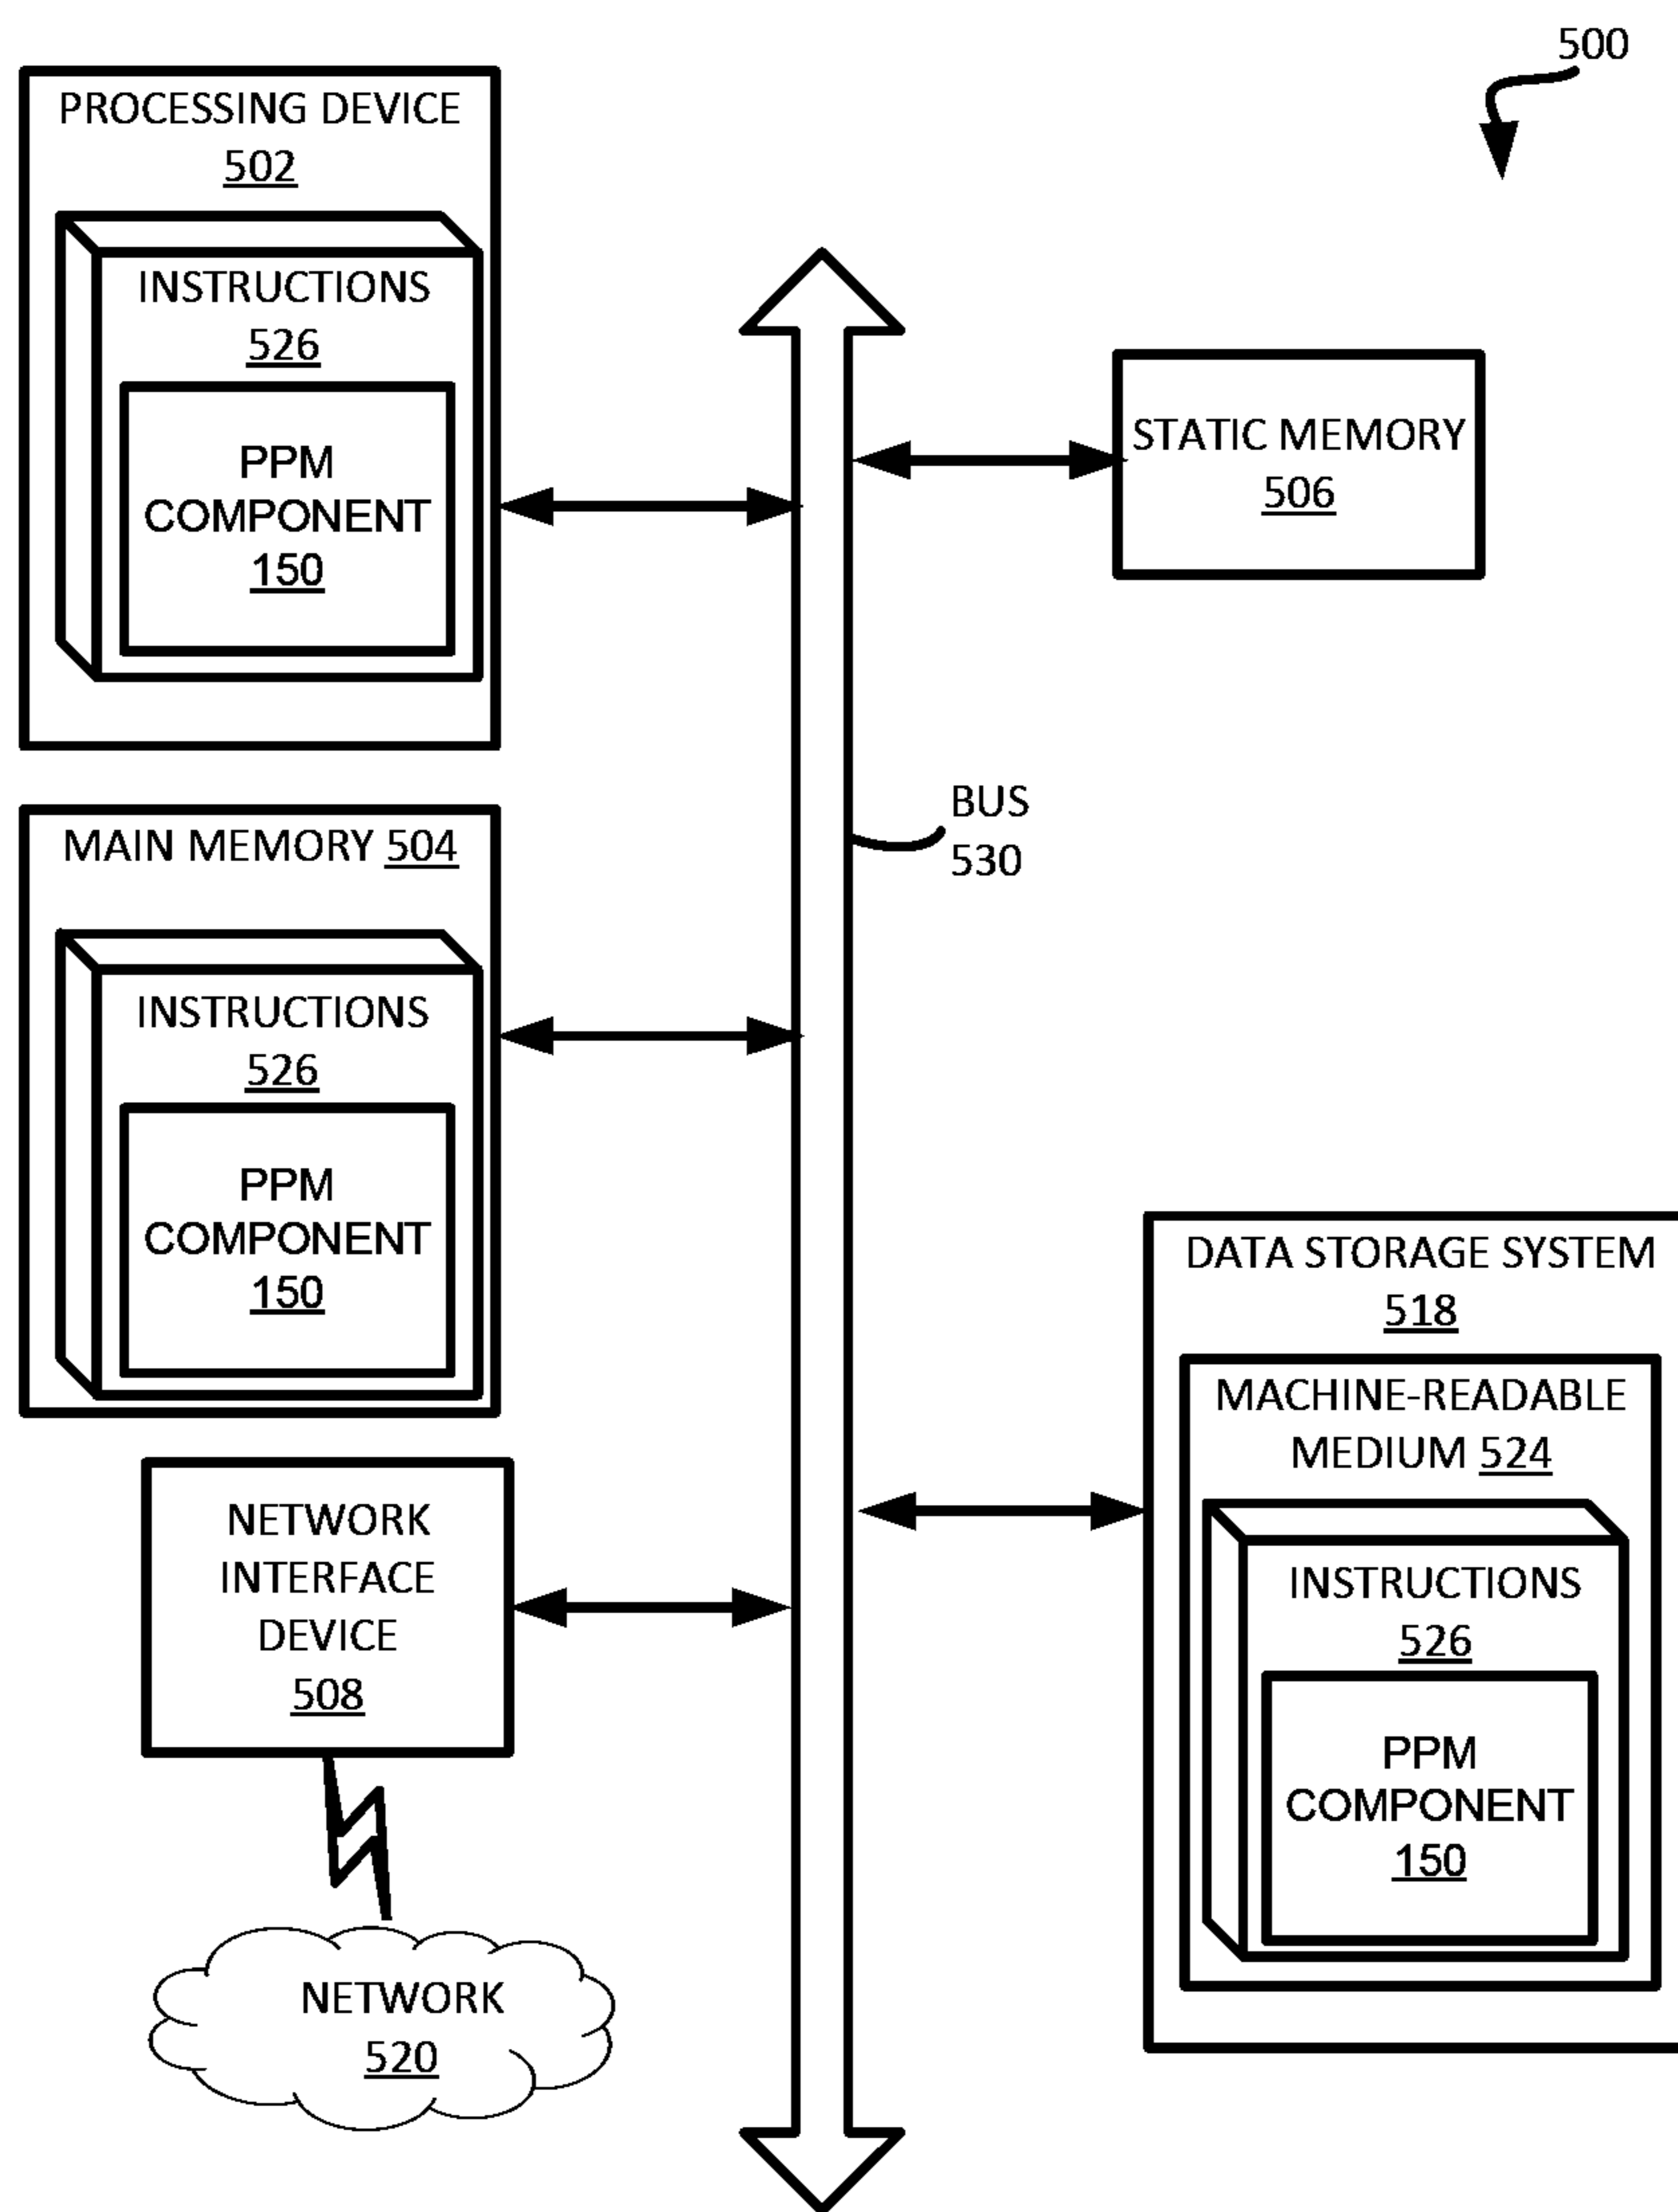 500
PROCESSING DEVICE
502
INSTRUCTIONS
526
PPM
COMPONENT
150
STATIC MEMORY
506
BUS
530
MAIN MEMORY 504
INSTRUCTIONS
526
PPM
COMPONENT
150
DATA STORAGE SYSTEM
518
MACHINE-READABLE
MEDIUM 524
INSTRUCTIONS
526
PPM
COMPONENT
150
NETWORK
INTERFACE
DEVICE
508
NETWORK
520